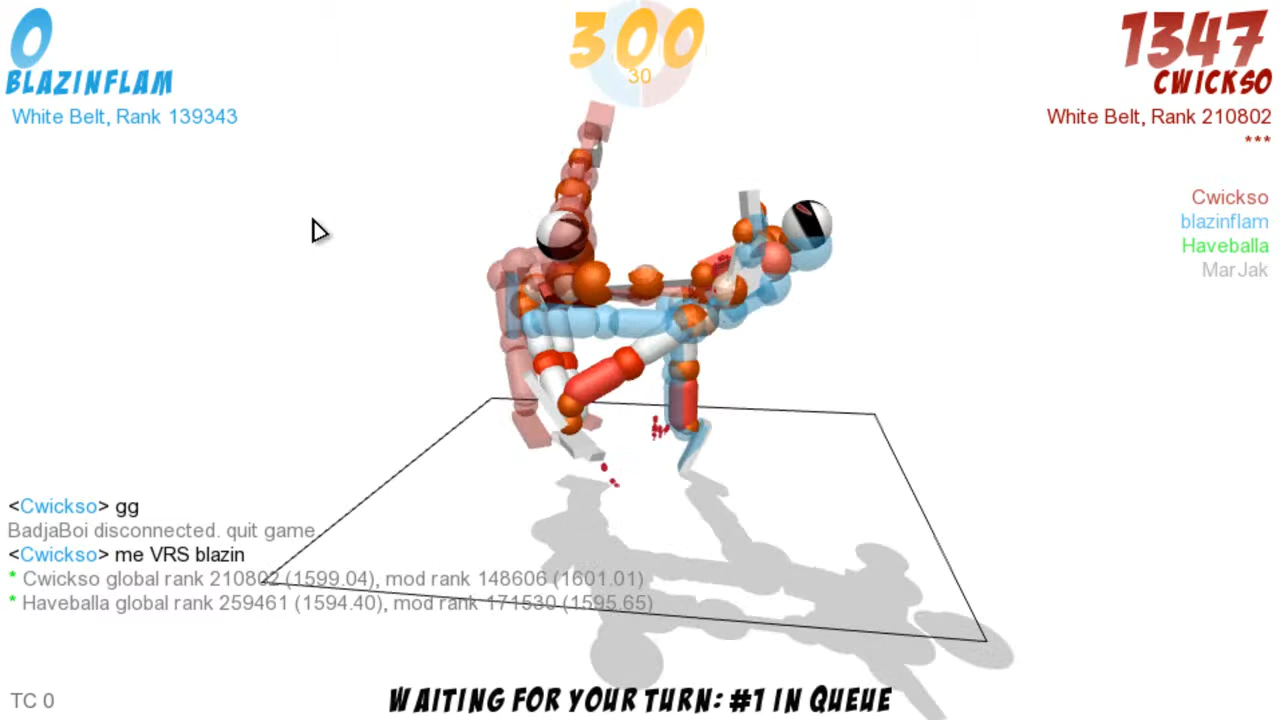 0
BLAZINFLAM
White Belt, Rank 139343
300
30
1347
CWICKSO
White Belt, Rank 210802
***
Cwickso
blazinflam
Haveballa
MarJak
<Cwickso> gg
BadjaBoi disconnected. quit game.
<Cwickso> me VRS blazin
* Cwickso global rank 210802 (1599.04), mod rank 148606 (1601.01)
* Haveballa global rank 259461 (1594.40), mod rank 171530 (1595.65)
TC 0
WAITING FOR YOUR TURN: #1 IN QUEUE